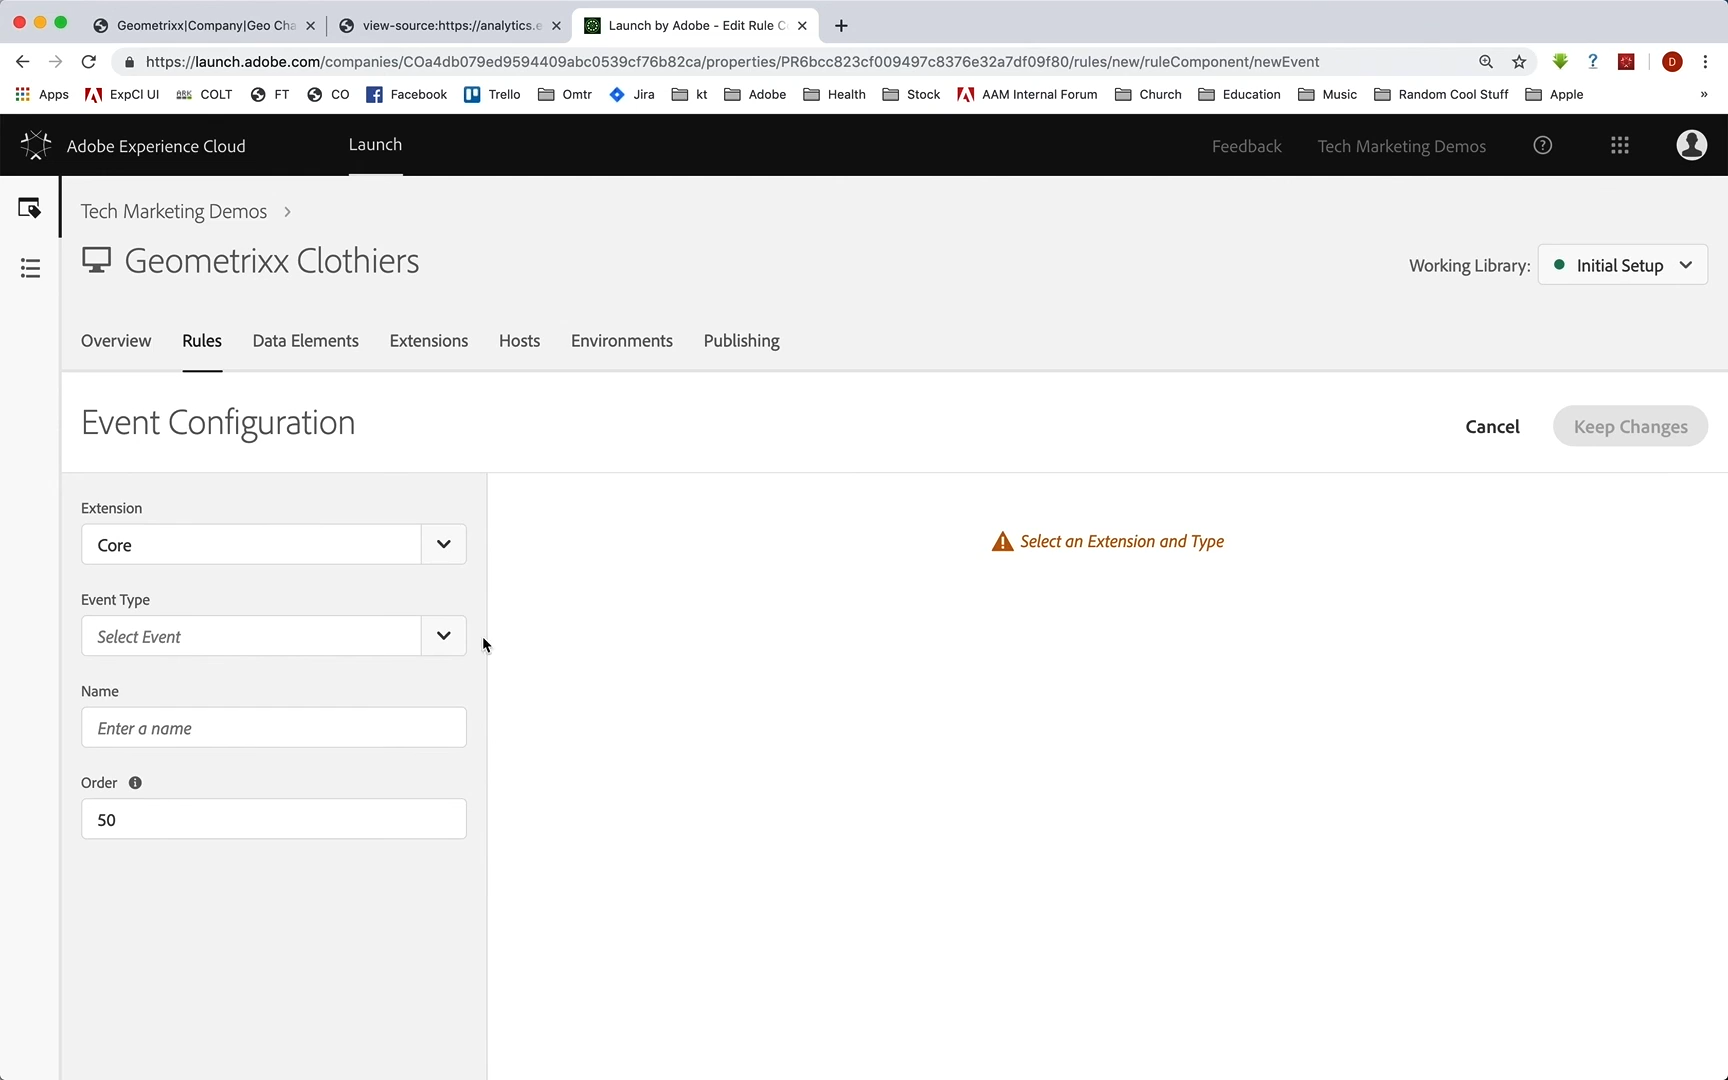 Geometrixx|Company|Geo Cha
view-source:https://analytics.e
Launch by Adobe - Edit Rule C
https://launch.adobe.com/companies/COa4db079ed9594409abc0539cf76b82ca/properties/PR6bcc823cf009497c8376e32a7df09f80/rules/new/ruleComponent/newEvent
D
Apps ExpCl UI COLT FT CO Facebook Trello Omtr Jira kt Adobe Health Stock AAM Internal Forum Church Education Music Random Cool Stuff Apple »
Adobe Experience Cloud Launch Feedback Tech Marketing Demos
Tech Marketing Demos
Geometrixx Clothiers
Working Library: Initial Setup
Overview Rules Data Elements Extensions Hosts Environments Publishing
Event Configuration
Cancel Keep Changes
Extension
Core
Select an Extension and Type
Event Type
Select Event
Name
Enter a name
Order
50